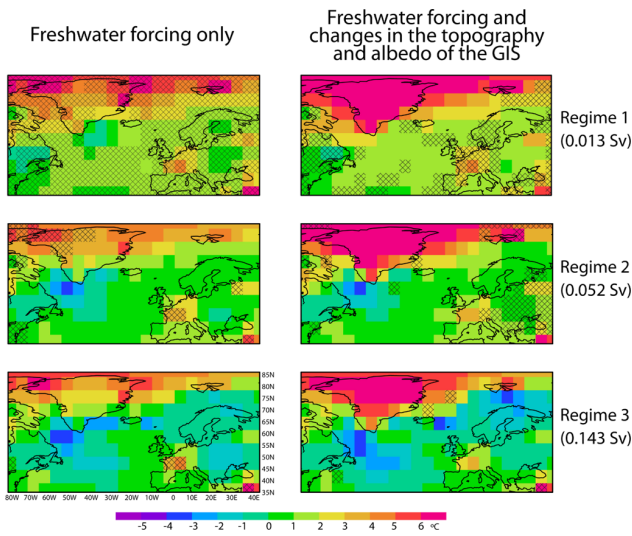 Freshwater forcing only
Freshwater forcing and
changes in the topography
and albedo of the GIS
Regime 1
(0.013 Sv)
Regime 2
(0.052 Sv)
Regime 3
(0.143 Sv)
85N
80N
75N
70N
65N
60N
55N
50N
45N
40N
35N
80W 70W 60W 50W 40W 30W 20W 10W 0 10E 20E 30E 40E
-5 -4 -3 -2 -1 0 1 2 3 4 5 6 °C